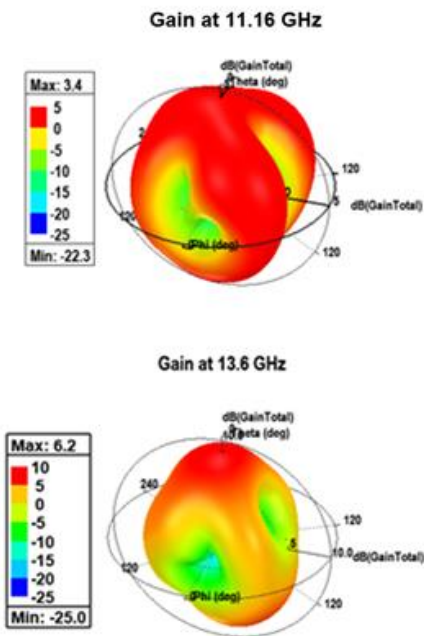 Gain at 11.16 GHz
dB(GainTotal)
Theta (deg)
Max: 3.4
5
0
-5
-10
-15
-20
-25
Min: -22.3
2
120
120
5
dB(GainTotal)
120
Phi (deg)
Gain at 13.6 GHz
dB(GainTotal)
Theta (deg)
Max: 6.2
10
5
0
-5
-10
-15
-20
-25
Min: -25.0
240
120
.5
10.0
dB(GainTotal)
120
Phi (deg)
120